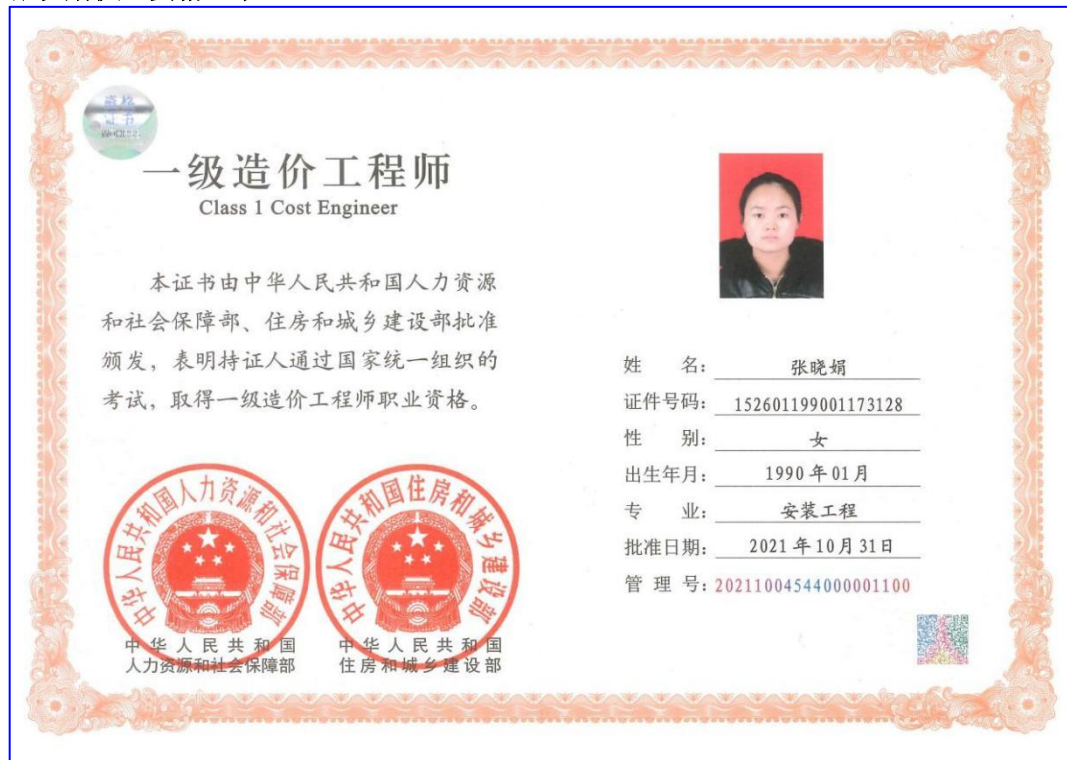 一级造价工程师
Class 1 Cost Engineer
本证书由中华人民共和国人力资源
和社会保障部、住房和城乡建设部批准
颁发，表明持证人通过国家统一组织的
考试，取得一级造价工程师职业资格。
中华人民共和国人力资源和社会保障部
中华人民共和国住房和城乡建设部
中华人民共和国
人力资源和社会保障部
中华人民共和国
住房和城乡建设部
姓 名：张晓娟
证件号码：152601199001173128
性 别：女
出生年月：1990年01月
专 业：安装工程
批准日期：2021年10月31日
管 理 号：20211004544000001100